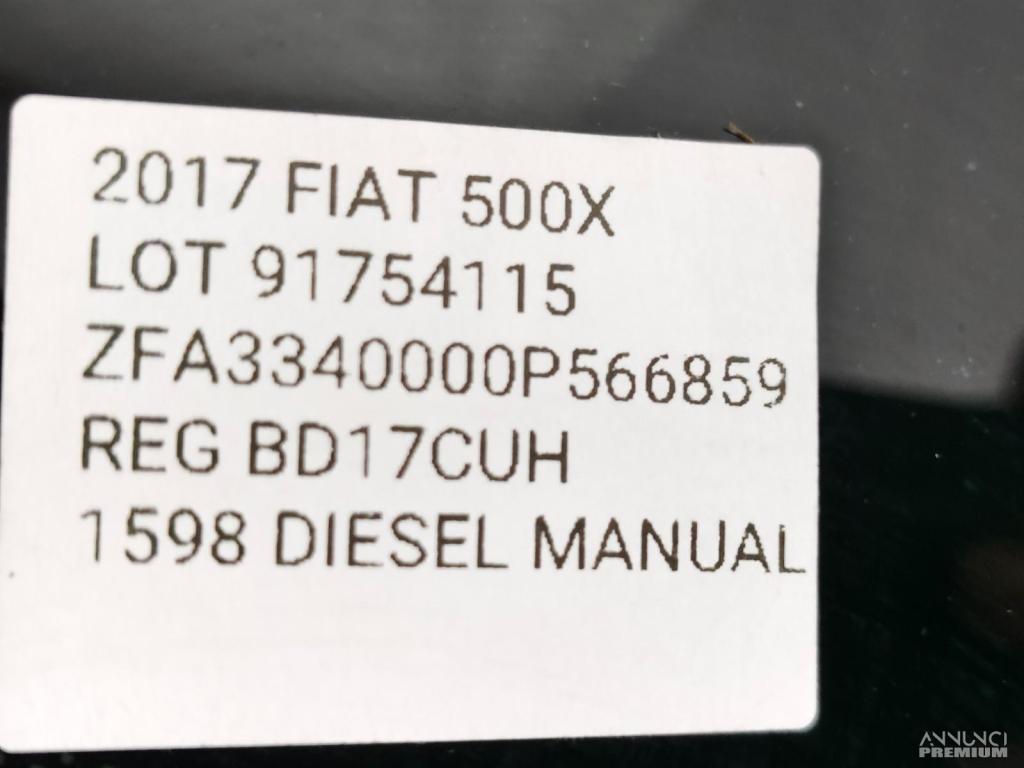 2017 FIAT 500X
LOT 91754115
ZFA3340000P566859
REG BD17CUH
1598 DIESEL MANUAL
ANNUNCI
PREMIUM